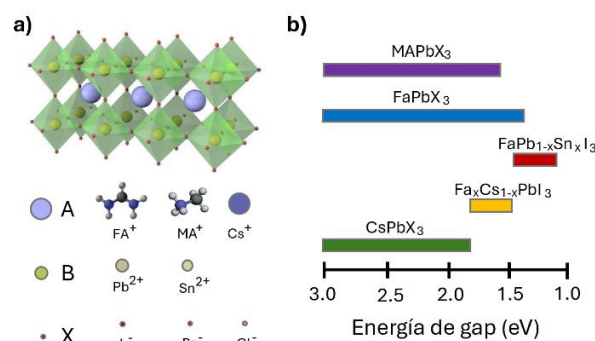 a)
A
FA+
MA+
Cs+
B
Pb2+
Sn2+
X
b)
MAPbX3
FaPbX3
FaPb1-xSnxI3
FaxCs1-xPbI3
CsPbX3
3.0 2.5 2.0 1.5 1.0
Energía de gap (eV)